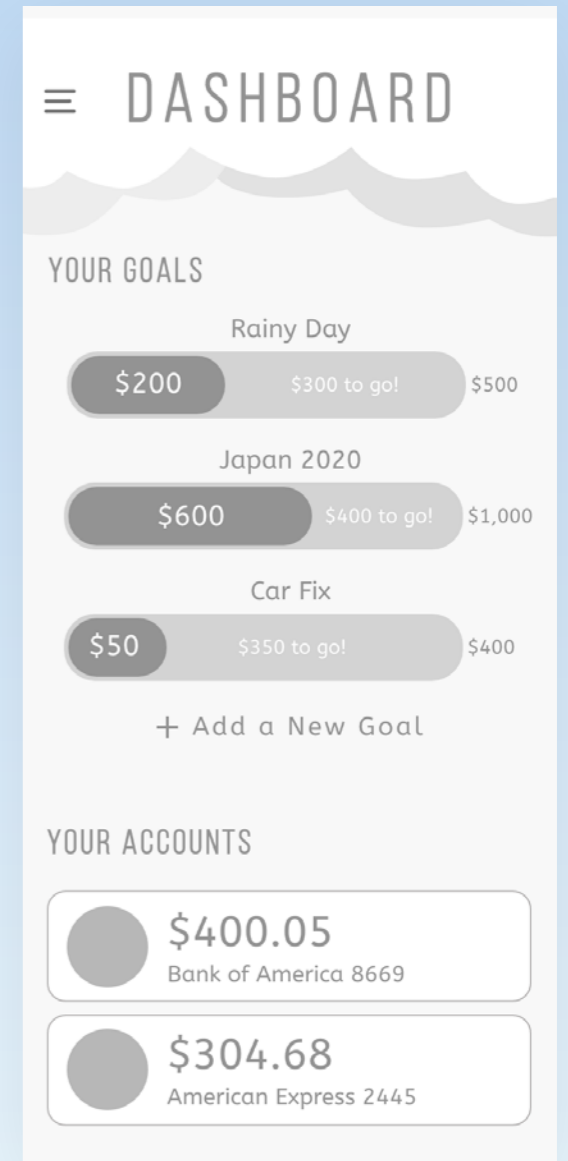 DASHBOARD
YOUR GOALS
Rainy Day
$200 $300 to go! $500
Japan 2020
$600 $400 to go! $1,000
Car Fix
$50 $350 to go! $400
+ Add a New Goal
YOUR ACCOUNTS
$400.05
Bank of America 8669
$304.68
American Express 2445